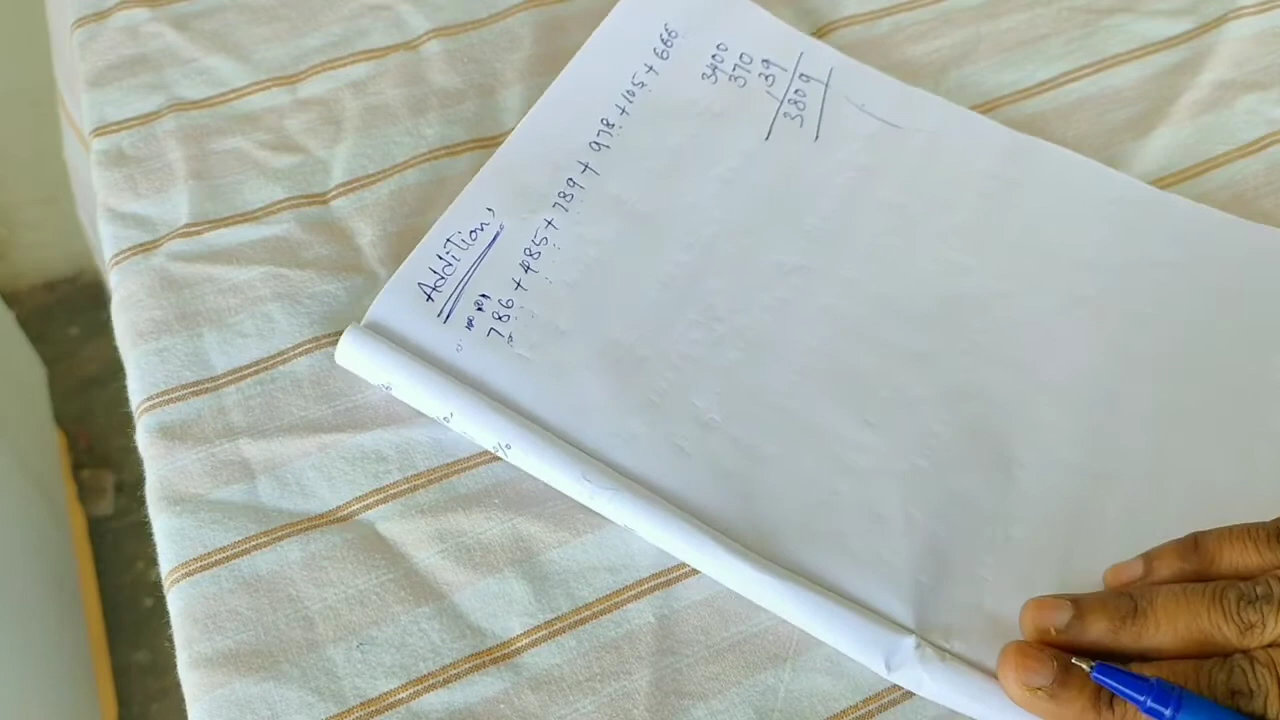 Addition,
786 + 485 + 789 + 978 + 105 + 666
3400
370
39
3809